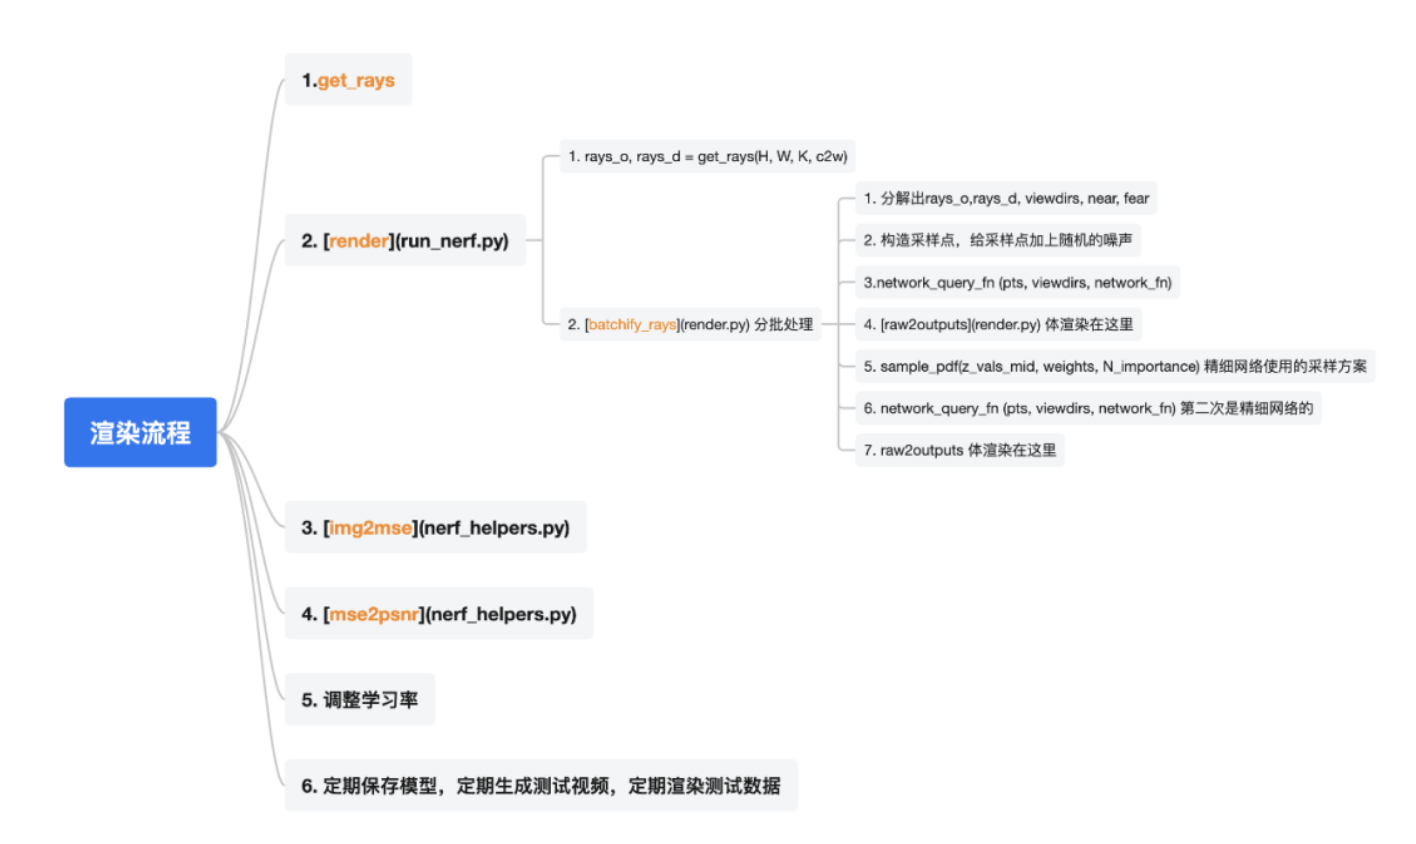 渲染流程
1.get_rays
2. [render](run_nerf.py)
1. rays_o, rays_d = get_rays(H, W, K, c2w)
2. [batchify_rays](render.py) 分批处理
1. 分解出rays_o,rays_d, viewdirs, near, fear
2. 构造采样点，给采样点加上随机的噪声
3.network_query_fn (pts, viewdirs, network_fn)
4. [raw2outputs](render.py) 体渲染在这里
5. sample_pdf(z_vals_mid, weights, N_importance) 精细网络使用的采样方案
6. network_query_fn (pts, viewdirs, network_fn) 第二次是精细网络的
7. raw2outputs 体渲染在这里
3. [img2mse](nerf_helpers.py)
4. [mse2psnr](nerf_helpers.py)
5. 调整学习率
6. 定期保存模型，定期生成测试视频，定期渲染测试数据